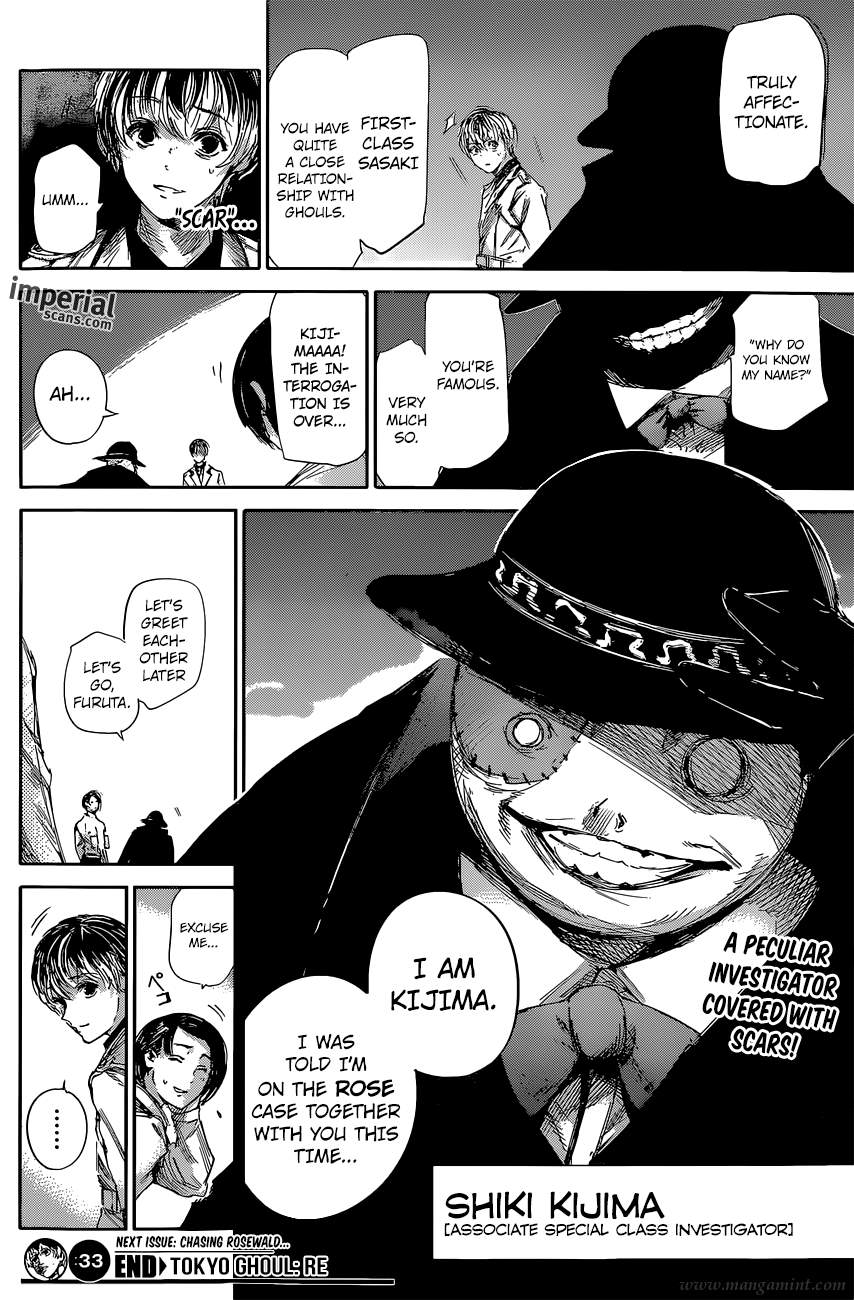 TRULY
AFFEC-
TIONATE.
FIRST-
CLASS
SASAKI
YOU HAVE
QUITE
A CLOSE
RELATION-
SHIP WITH
GHOULS.
UMM...
"SCAR"...
imperial
scans.com
"WHY DO
YOU KNOW
MY NAME?"
YOU'RE
FAMOUS.
VERY
MUCH
SO.
KIJI-
MAAAA!
THE IN-
TERROGA-
TION IS
OVER...
AH...
I AM
KIJIMA.
I WAS
TOLD I'M
ON THE ROSE
CASE TOGETHER
WITH YOU THIS
TIME...
A PECULIAR
INVESTIGATOR
COVERED WITH
SCARS!
SHIKI KIJIMA
[ASSOCIATE SPECIAL CLASS INVESTIGATOR]
LET'S
GREET
EACH-
OTHER
LATER
LET'S
GO,
FURUTA.
EXCUSE
ME...
ペコ
......
NEXT ISSUE: CHASING ROSEWALD...
:33
END TOKYO GHOUL: RE
www.mangamint.com